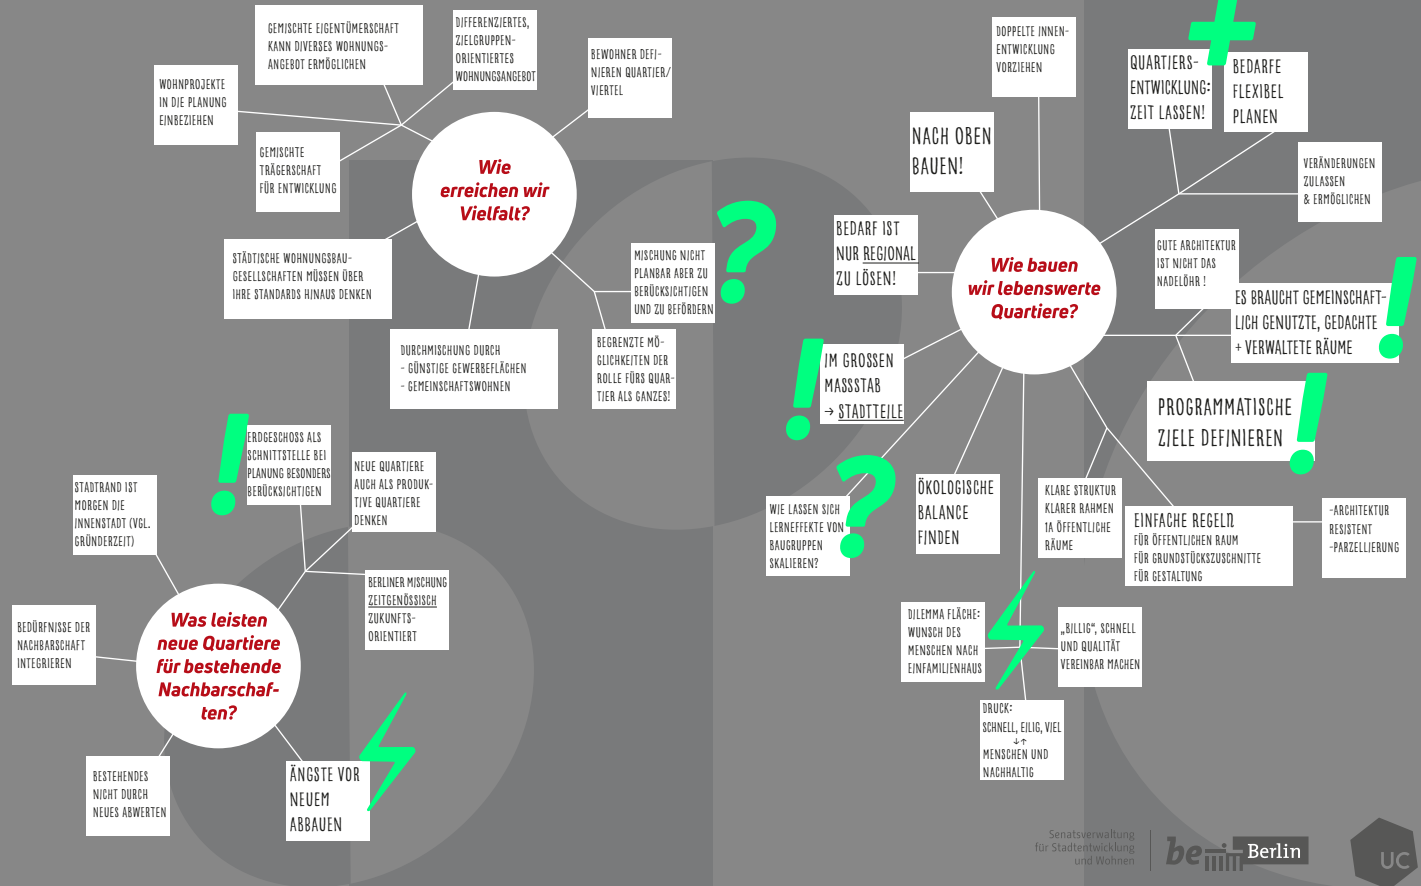 GEMISCHTE EIGENTÜMERSCHAFT
KANN DIVERSES WOHNUNGS-
ANGEBOT ERMÖGLICHEN
DIFFERENZIERTES,
ZIELGRUPPEN-
ORIENTIERTES
WOHNUNGSANGEBOT
BEWOHNER DEFI-
NIEREN QUARTIER/
VIERTEL
WOHNPROJEKTE
IN DIE PLANUNG
EINBEZIEHEN
GEMISCHTE
TRÄGERSCHAFT
FÜR ENTWICKLUNG
Wie
erreichen wir
Vielfalt?
STÄDTISCHE WOHNUNGSBAU-
GESELLSCHAFTEN MÜSSEN ÜBER
IHRE STANDARDS HINAUS DENKEN
MISCHUNG NICHT
PLANBAR ABER ZU
BERÜCKSICHTIGEN
UND ZU BEFÖRDERN
?
DURCHMISCHUNG DURCH
- GÜNSTIGE GEWERBEFLÄCHEN
- GEMEINSCHAFTSWOHNEN
BEGRENZTE MÖ-
GLICHKEITEN DER
ROLLE FÜRS QUAR-
TIER ALS GANZES!
!
ERDGESCHOSS ALS
SCHNITTSTELLE BEI
PLANUNG BESONDERS
BERÜCKSICHTIGEN
NEUE QUARTIERE
AUCH ALS PRODUK-
TIVE QUARTIERE
DENKEN
STADTRAND IST
MORGEN DIE
INNENSTADT (VGL.
GRÜNDERZEIT)
BERLINER MISCHUNG
ZEITGENÖSSISCH
ZUKUNFTS-
ORIENTIERT
BEDÜRFNISSE DER
NACHBARSCHAFT
INTEGRIEREN
Was leisten
neue Quartiere
für bestehende
Nachbarschaf-
ten?
BESTEHENDES
NICHT DURCH
NEUES ABWERTEN
ÄNGSTE VOR
NEUEM
ABBAUEN
DOPPELTE INNEN-
ENTWICKLUNG
VORZIEHEN
+
QUARTIERS-
ENTWICKLUNG:
ZEIT LASSEN!
BEDARFE
FLEXIBEL
PLANEN
NACH OBEN
BAUEN!
VERÄNDERUNGEN
ZULASSEN
& ERMÖGLICHEN
BEDARF IST
NUR REGIONAL
ZU LÖSEN!
Wie bauen
wir lebenswerte
Quartiere?
GUTE ARCHITEKTUR
IST NICHT DAS
NADELÖHR !
ES BRAUCHT GEMEINSCHAFT-
LICH GENUTZTE, GEDACHTE
+ VERWALTETE RÄUME
!
!
IM GROSSEN
MASSSTAB
→ STADTTEILE
PROGRAMMATISCHE
ZIELE DEFINIEREN
!
WIE LASSEN SICH
LERNEFFEKTE VON
BAUGRUPPEN
SKALIEREN?
?
ÖKOLOGISCHE
BALANCE
FINDEN
KLARE STRUKTUR
KLARER RAHMEN
1A ÖFFENTLICHE
RÄUME
EINFACHE REGELN
FÜR ÖFFENTLICHEN RAUM
FÜR GRUNDSTÜCKSZUSCHNITTE
FÜR GESTALTUNG
-ARCHITEKTUR
RESISTENT
-PARZELLIERUNG
DILEMMA FLÄCHE:
WUNSCH DES
MENSCHEN NACH
EINFAMILIENHAUS
„BILLIG“, SCHNELL
UND QUALITÄT
VEREINBAR MACHEN
DRUCK:
SCHNELL, EILIG, VIEL
↓↑
MENSCHEN UND
NACHHALTIG
Senatsverwaltung
für Stadtentwicklung
und Wohnen
be Berlin
UC